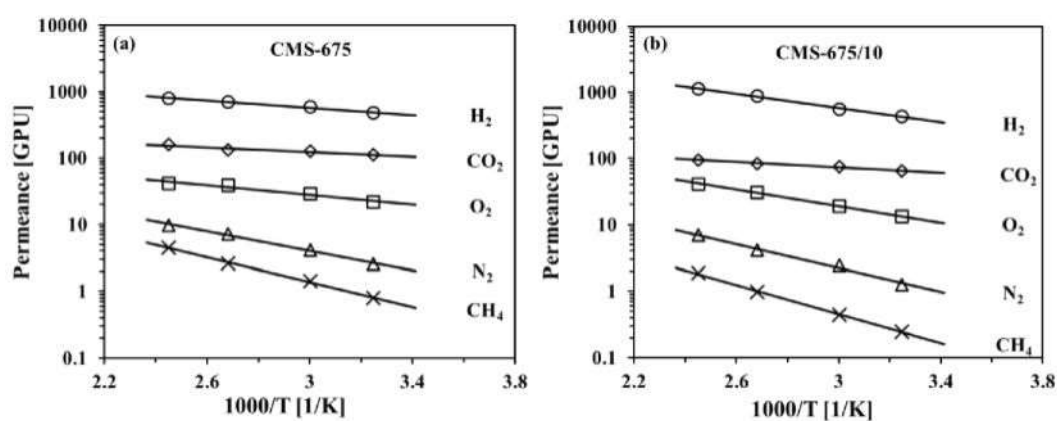 (a)
CMS-675
Permeance [GPU]
10000
1000
100
10
1
0.1
H₂
CO₂
O₂
N₂
CH₄
2.2 2.6 3 3.4 3.8
1000/T [1/K]
(b)
CMS-675/10
Permeance [GPU]
10000
1000
100
10
1
0.1
H₂
CO₂
O₂
N₂
CH₄
2.2 2.6 3 3.4 3.8
1000/T [1/K]